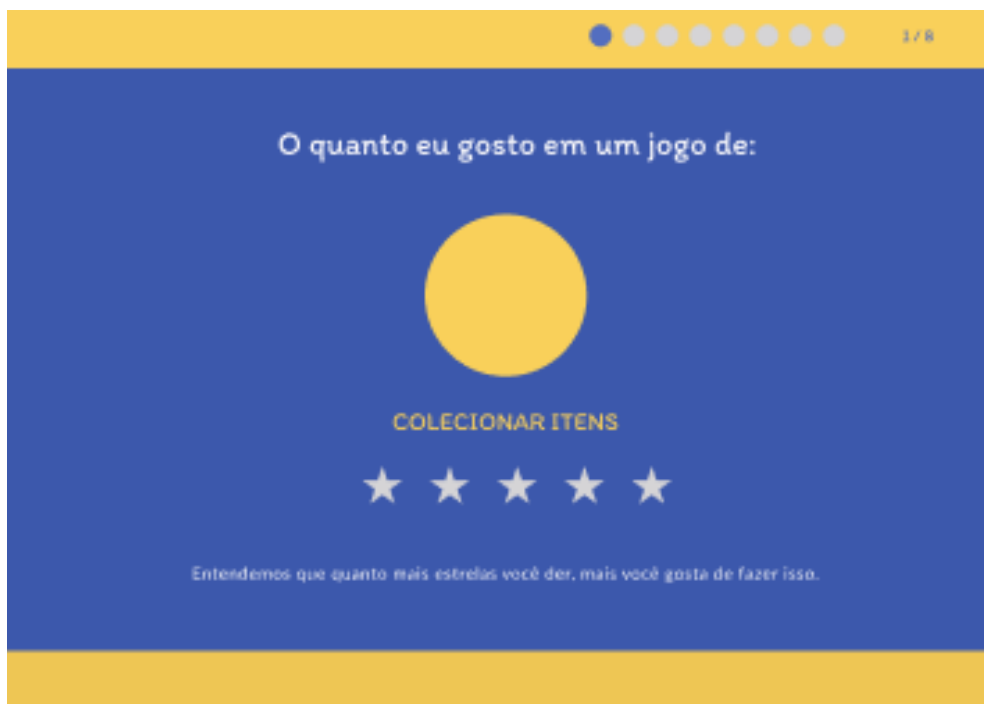 1 / 8
O quanto eu gosto em um jogo de:
COLECIONAR ITENS
Entendemos que quanto mais estrelas você der, mais você gosta de fazer isso.